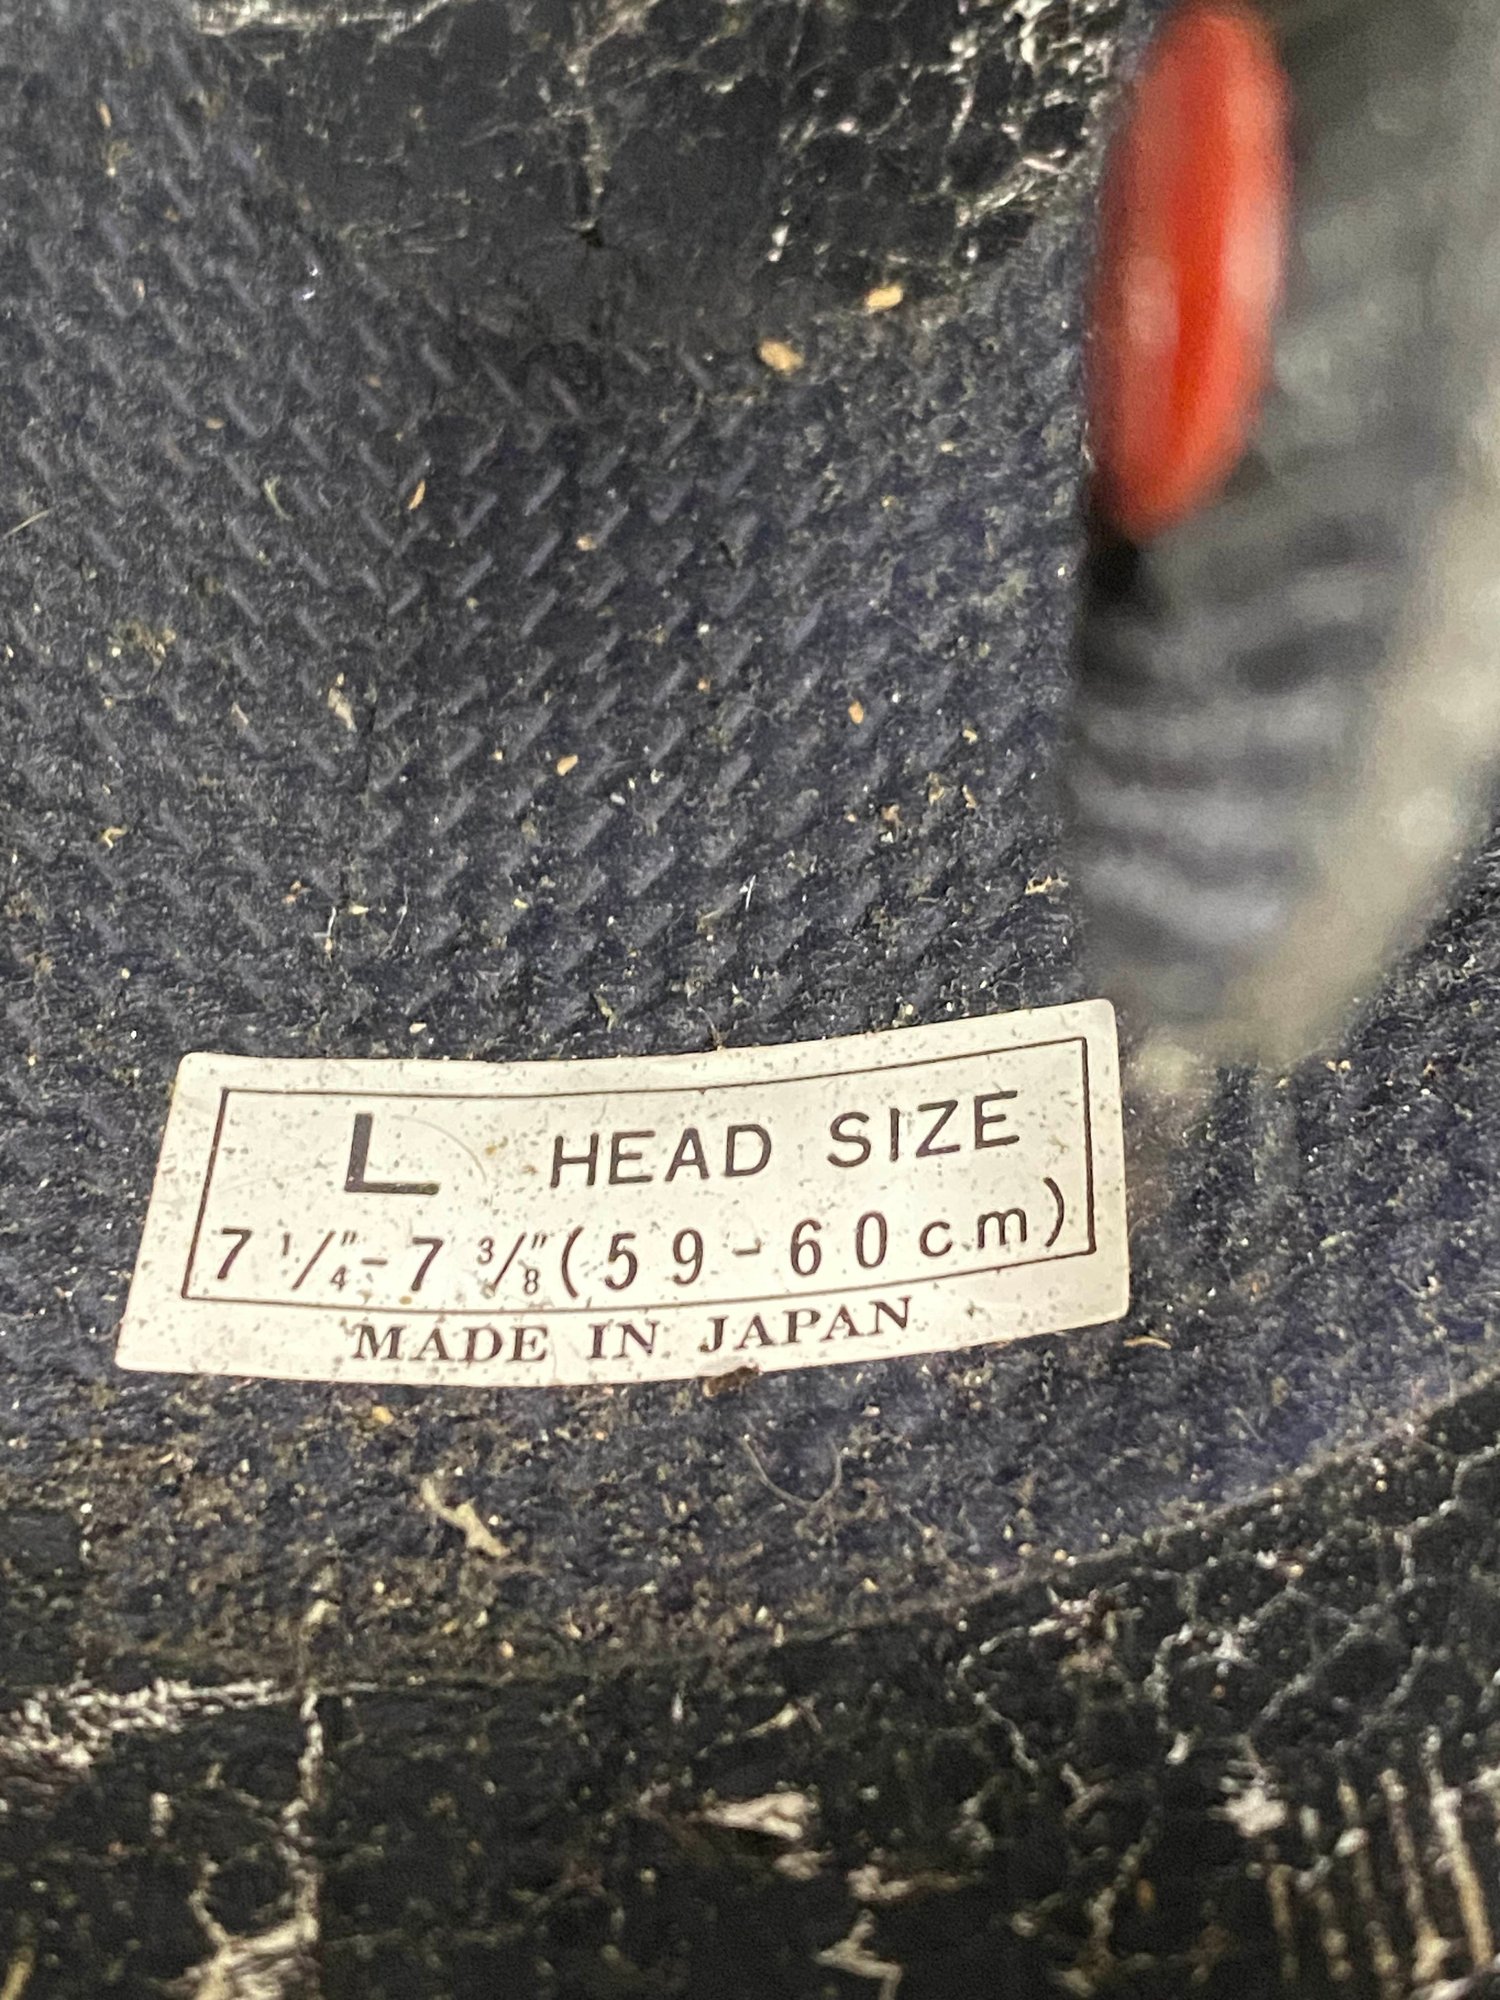 L HEAD SIZE
7 1/4"-7 3/8"(59-60cm)
MADE IN JAPAN